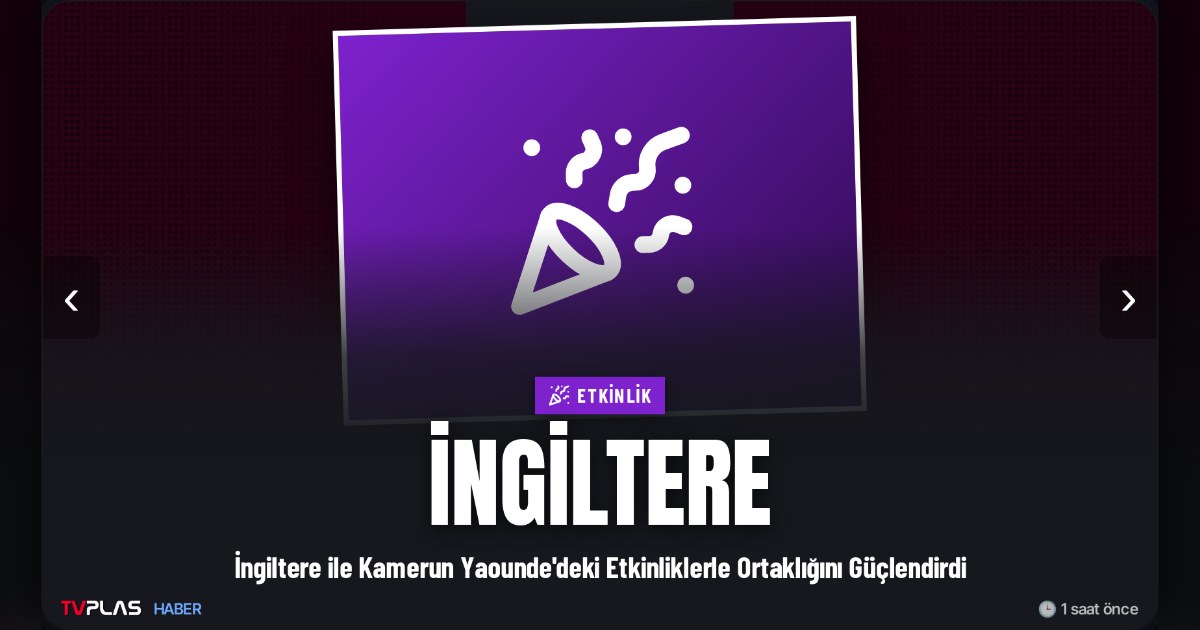 ETKİNLİK
İNGİLTERE
İngiltere ile Kamerun Yaounde'deki Etkinliklerle Ortaklığını Güçlendirdi
TVPLAS HABER
1 saat önce